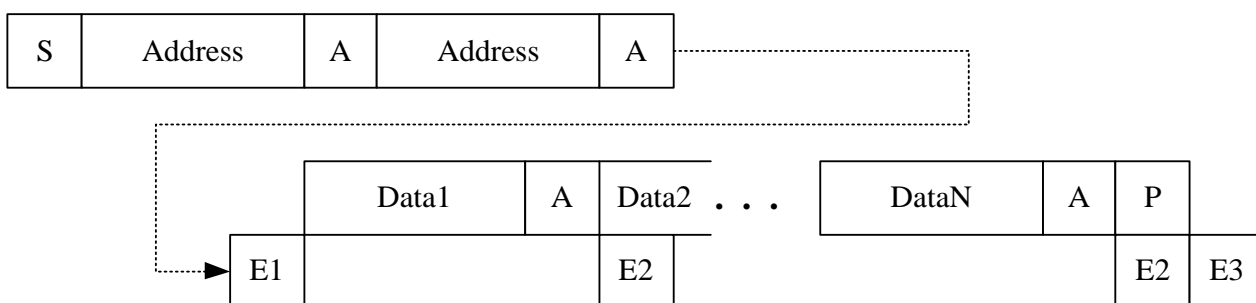 S Address A Address A
Data1 A Data2 . . . DataN A P
E1 E2 E2 E3